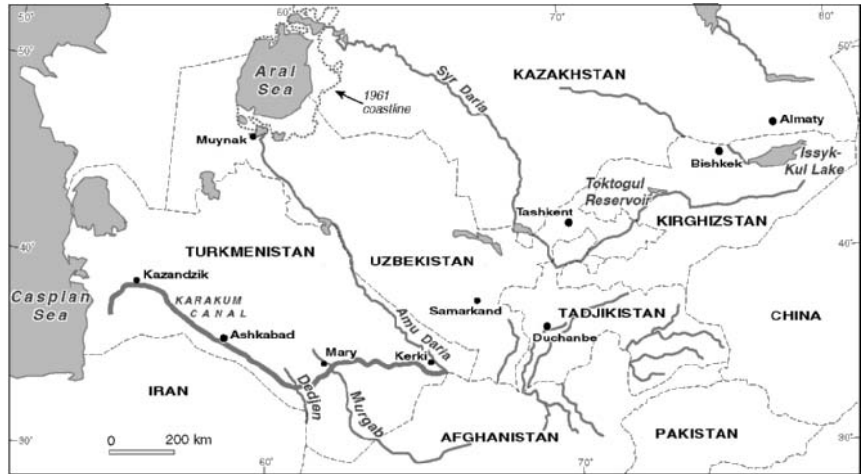 50°
60°
70°
80°
50°
50°
Aral
Sea
1961
coastline
Syr Daria
KAZAKHSTAN
Almaty
Muynak
Bishkek
Issyk-
Kul Lake
Toktogul
Reservoir
Tashkent
KIRGHIZSTAN
40°
40°
TURKMENISTAN
UZBEKISTAN
Kazandzik
Caspian
Sea
KARAKUM
CANAL
Samarkand
TADJIKISTAN
CHINA
Ashkabad
Amu Daria
Duchanbe
Mary
Kerki
IRAN
Dedjen
Murgab
AFGHANISTAN
PAKISTAN
30°
30°
0
200 km
60°
70°